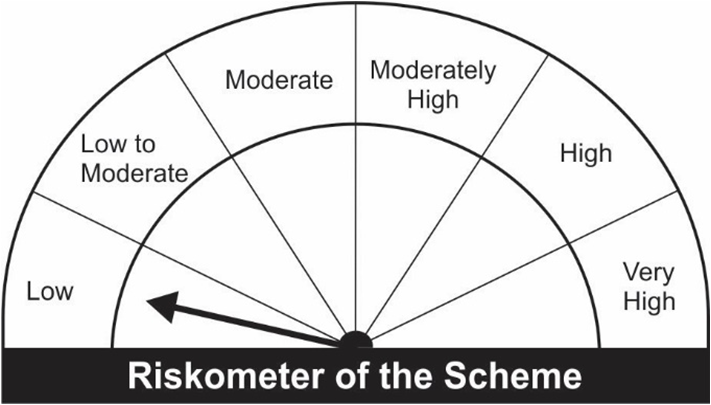 Low
Low to
Moderate
Moderate
Moderately
High
High
Very
High
Riskometer of the Scheme